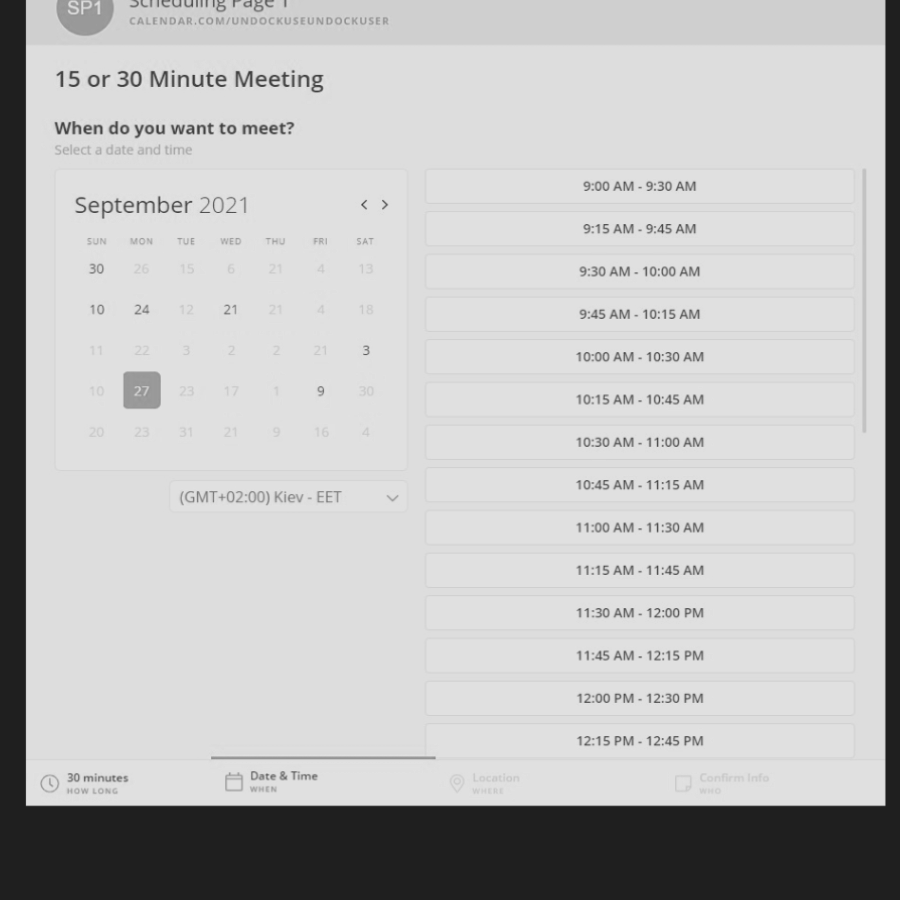 SP1
Scheduling Page 1
CALENDAR.COM/UNDOCKUSEUNDOCKUSER
15 or 30 Minute Meeting
When do you want to meet?
Select a date and time
September 2021
SUN MON TUE WED THU FRI SAT
30 26 15 6 21 4 13
10 24 12 21 21 4 18
11 22 3 2 2 21 3
10 27 23 17 1 9 30
20 23 31 21 9 16 4
(GMT+02:00) Kiev - EET
9:00 AM - 9:30 AM
9:15 AM - 9:45 AM
9:30 AM - 10:00 AM
9:45 AM - 10:15 AM
10:00 AM - 10:30 AM
10:15 AM - 10:45 AM
10:30 AM - 11:00 AM
10:45 AM - 11:15 AM
11:00 AM - 11:30 AM
11:15 AM - 11:45 AM
11:30 AM - 12:00 PM
11:45 AM - 12:15 PM
12:00 PM - 12:30 PM
12:15 PM - 12:45 PM
30 minutes
HOW LONG
Date & Time
WHEN
Location
WHERE
Confirm Info
WHO